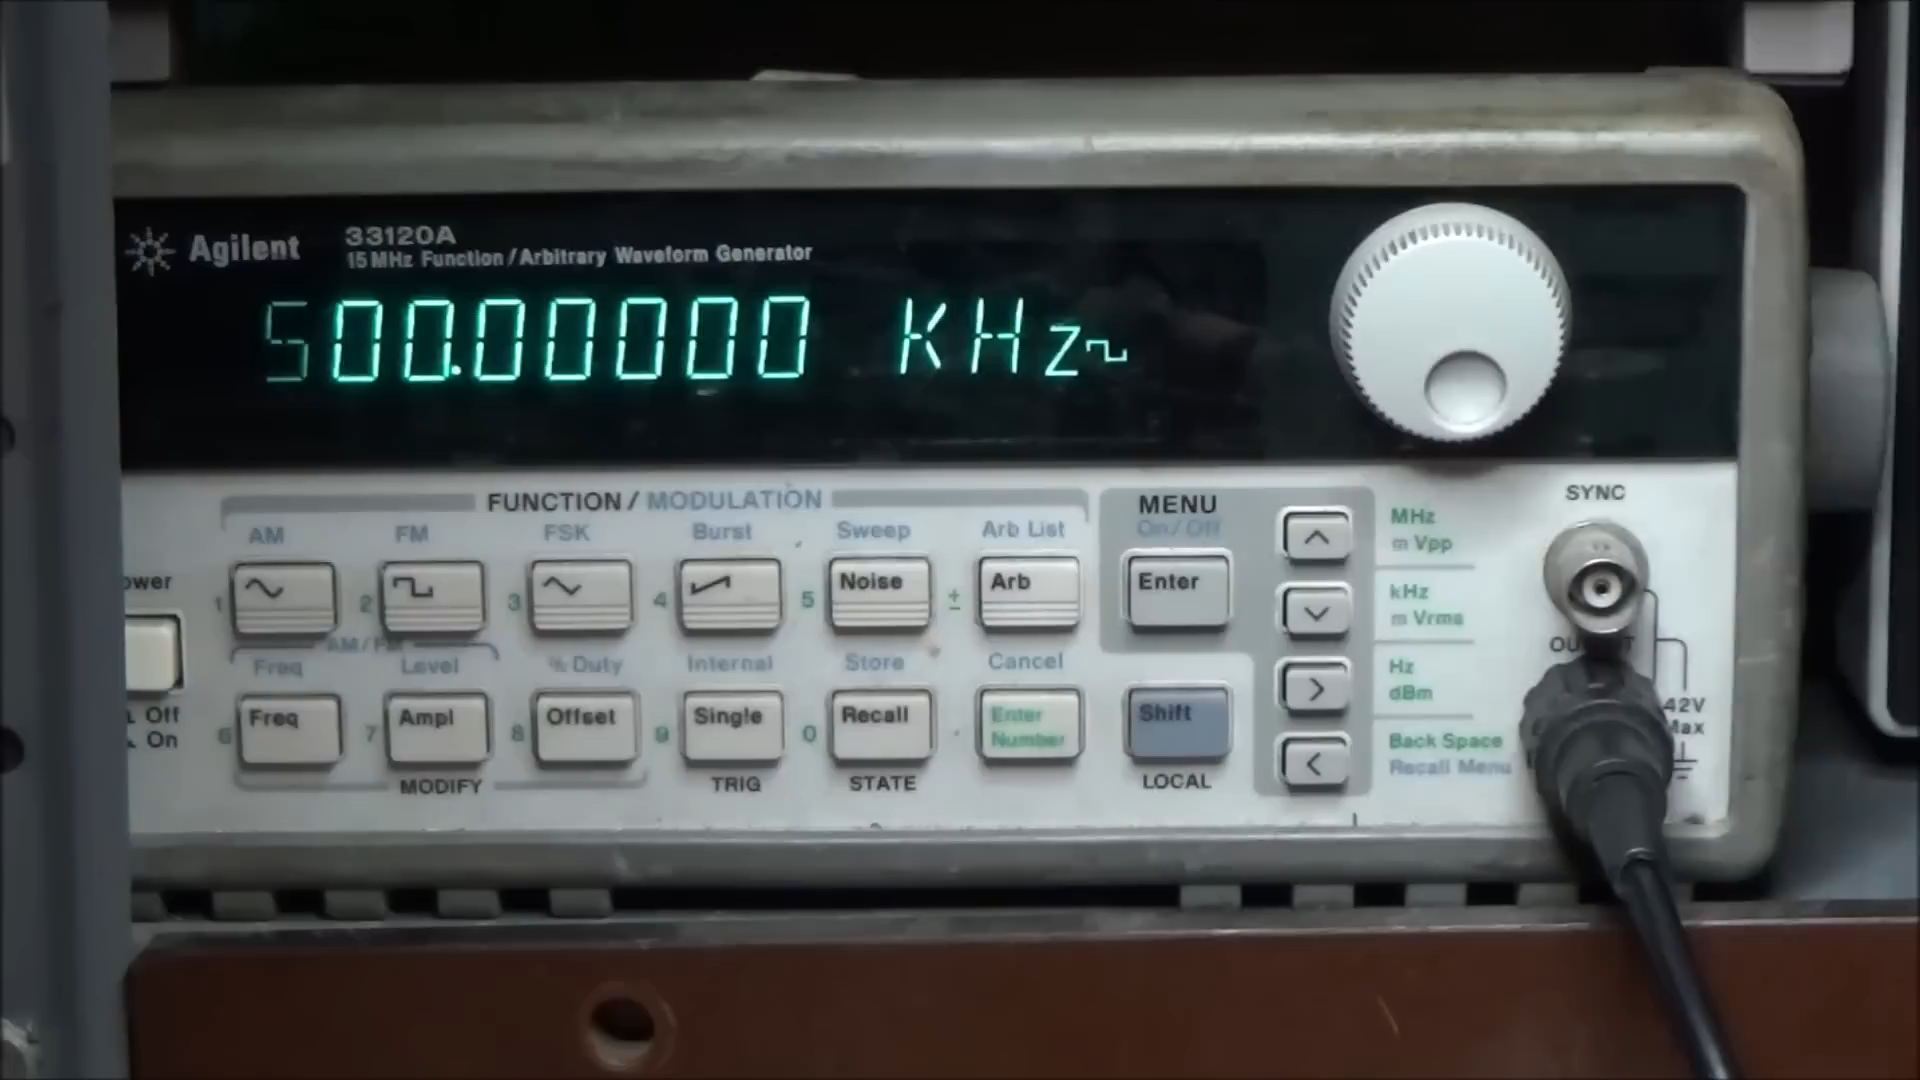 Agilent
33120A
15 MHz Function / Arbitrary Waveform Generator
500.00000 KHz
FUNCTION / MODULATION
AM FM FSK Burst Sweep Arb List
MENU
On/Off
1 2 3 4 5 Noise ± Arb Enter
AM/FM
Freq Level % Duty Internal Store Cancel
6 Freq 7 Ampl 8 Offset 9 Single 0 Recall . Enter Number Shift
MODIFY TRIG STATE LOCAL
MHz
m Vpp
kHz
m Vrms
Hz
dBm
Back Space
Recall Menu
SYNC
42V
Max
Off
On